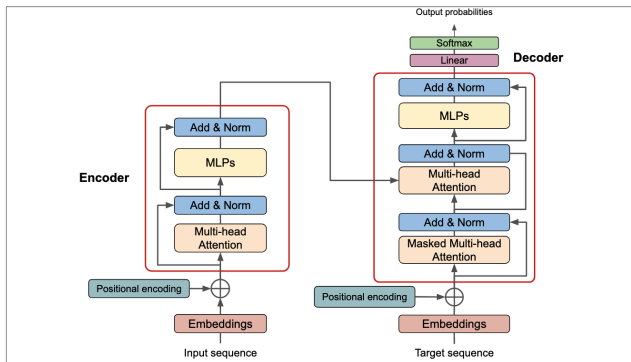 Output probabilities
Softmax
Linear
Decoder
Add & Norm
MLPs
Add & Norm
Multi-head
Attention
Add & Norm
Masked Multi-head
Attention
Positional encoding
Embeddings
Target sequence
Encoder
Add & Norm
MLPs
Add & Norm
Multi-head
Attention
Positional encoding
Embeddings
Input sequence